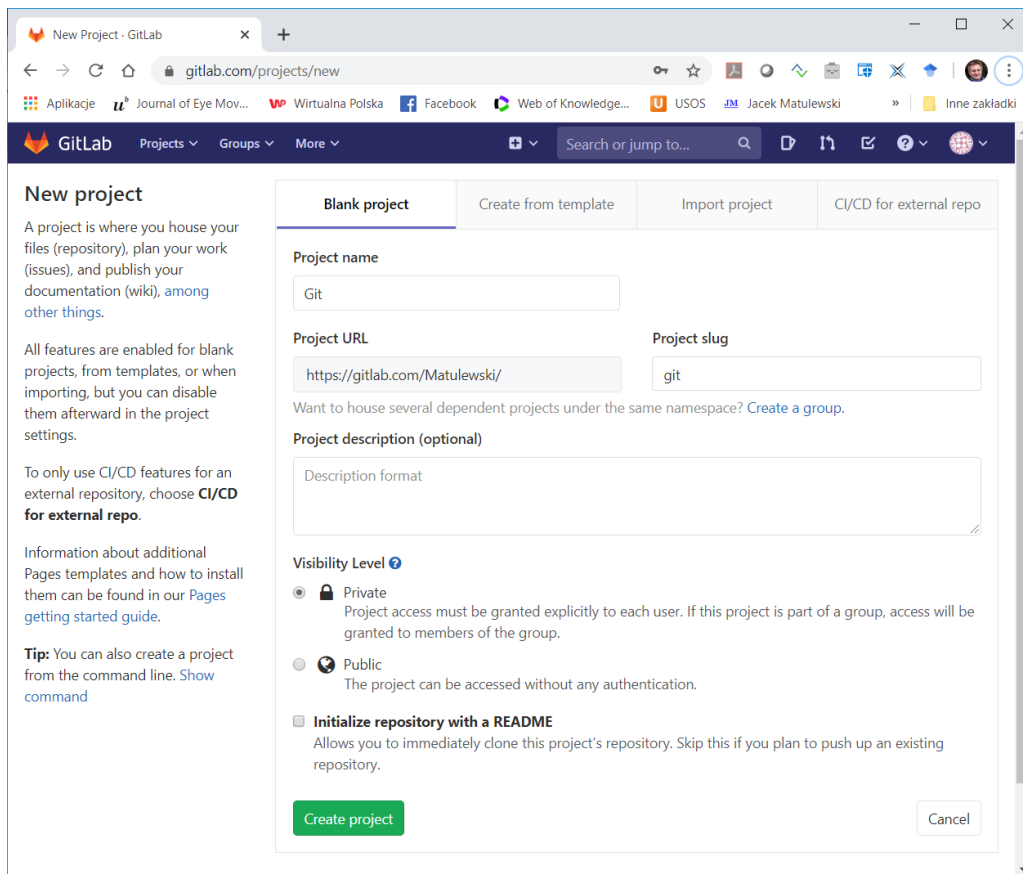 New Project · GitLab
gitlab.com/projects/new
Aplikacje
Journal of Eye Mov...
Wirtualna Polska
Facebook
Web of Knowledge...
USOS
JM Jacek Matulewski
»
Inne zakładki
GitLab Projects Groups More Search or jump to...
New project
A project is where you house your
files (repository), plan your work
(issues), and publish your
documentation (wiki), among
other things.
All features are enabled for blank
projects, from templates, or when
importing, but you can disable
them afterward in the project
settings.
To only use CI/CD features for an
external repository, choose CI/CD
for external repo.
Information about additional
Pages templates and how to install
them can be found in our Pages
getting started guide.
Tip: You can also create a project
from the command line. Show
command
Blank project Create from template Import project CI/CD for external repo
Project name
Git
Project URL Project slug
https://gitlab.com/Matulewski/ git
Want to house several dependent projects under the same namespace? Create a group.
Project description (optional)
Description format
Visibility Level
Private
Project access must be granted explicitly to each user. If this project is part of a group, access will be
granted to members of the group.
Public
The project can be accessed without any authentication.
Initialize repository with a README
Allows you to immediately clone this project's repository. Skip this if you plan to push up an existing
repository.
Create project Cancel